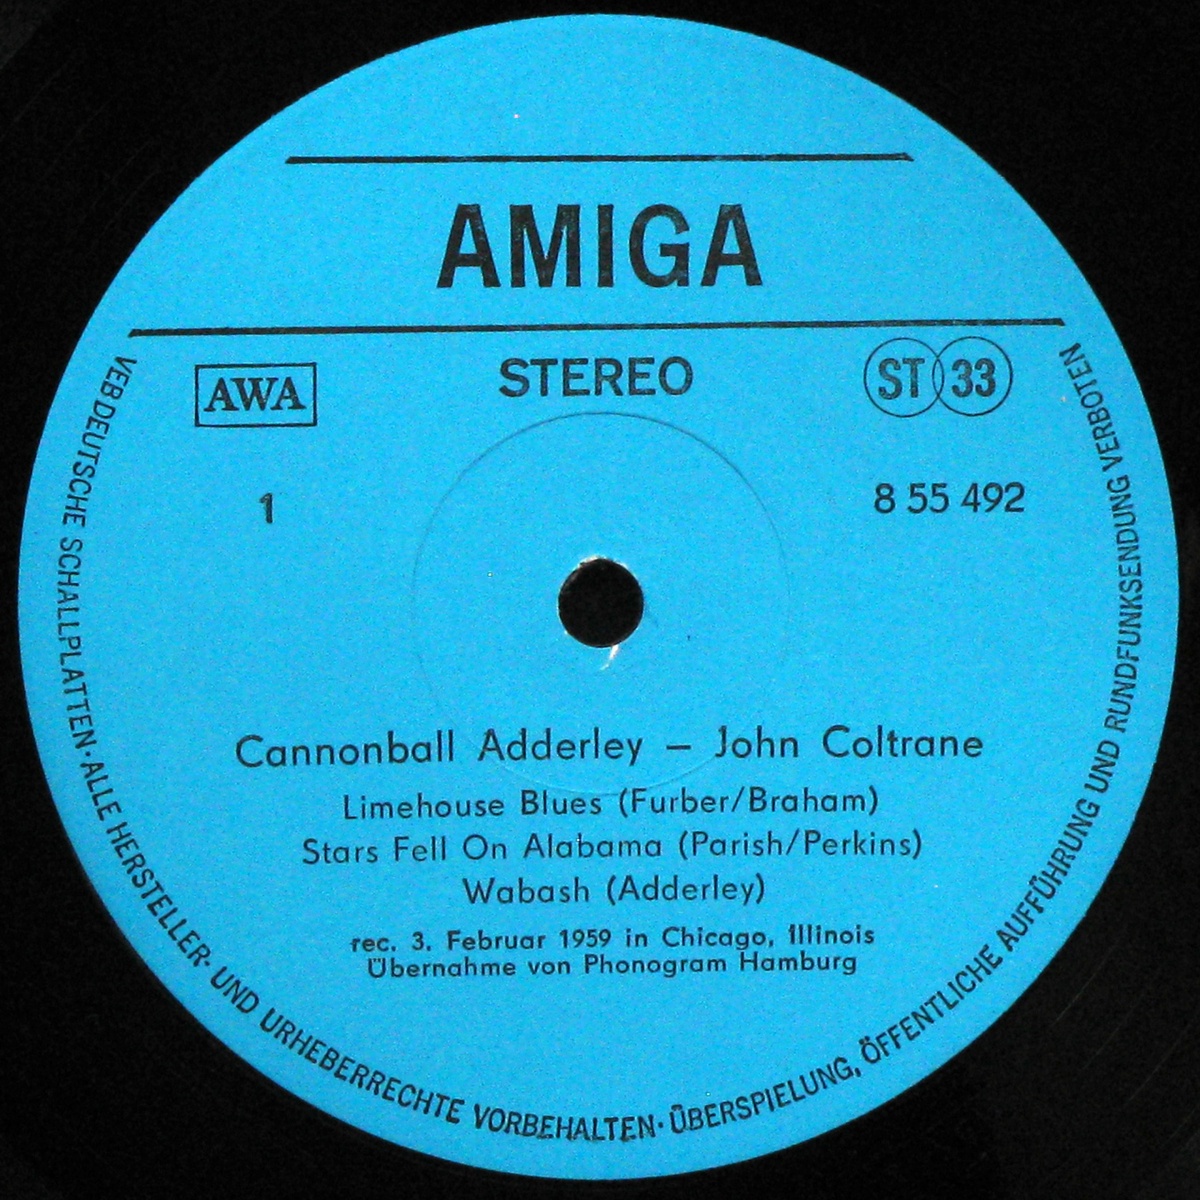 AMIGA
AWA
STEREO
ST 33
1
8 55 492
Cannonball Adderley – John Coltrane
Limehouse Blues (Furber/Braham)
Stars Fell On Alabama (Parish/Perkins)
Wabash (Adderley)
rec. 3. Februar 1959 in Chicago, Illinois
Übernahme von Phonogram Hamburg
VEB DEUTSCHE SCHALLPLATTEN · ALLE HERSTELLER- UND URHEBERRECHTE VORBEHALTEN · ÜBERSPIELUNG, ÖFFENTLICHE AUFFÜHRUNG UND RUNDFUNKSENDUNG VERBOTEN